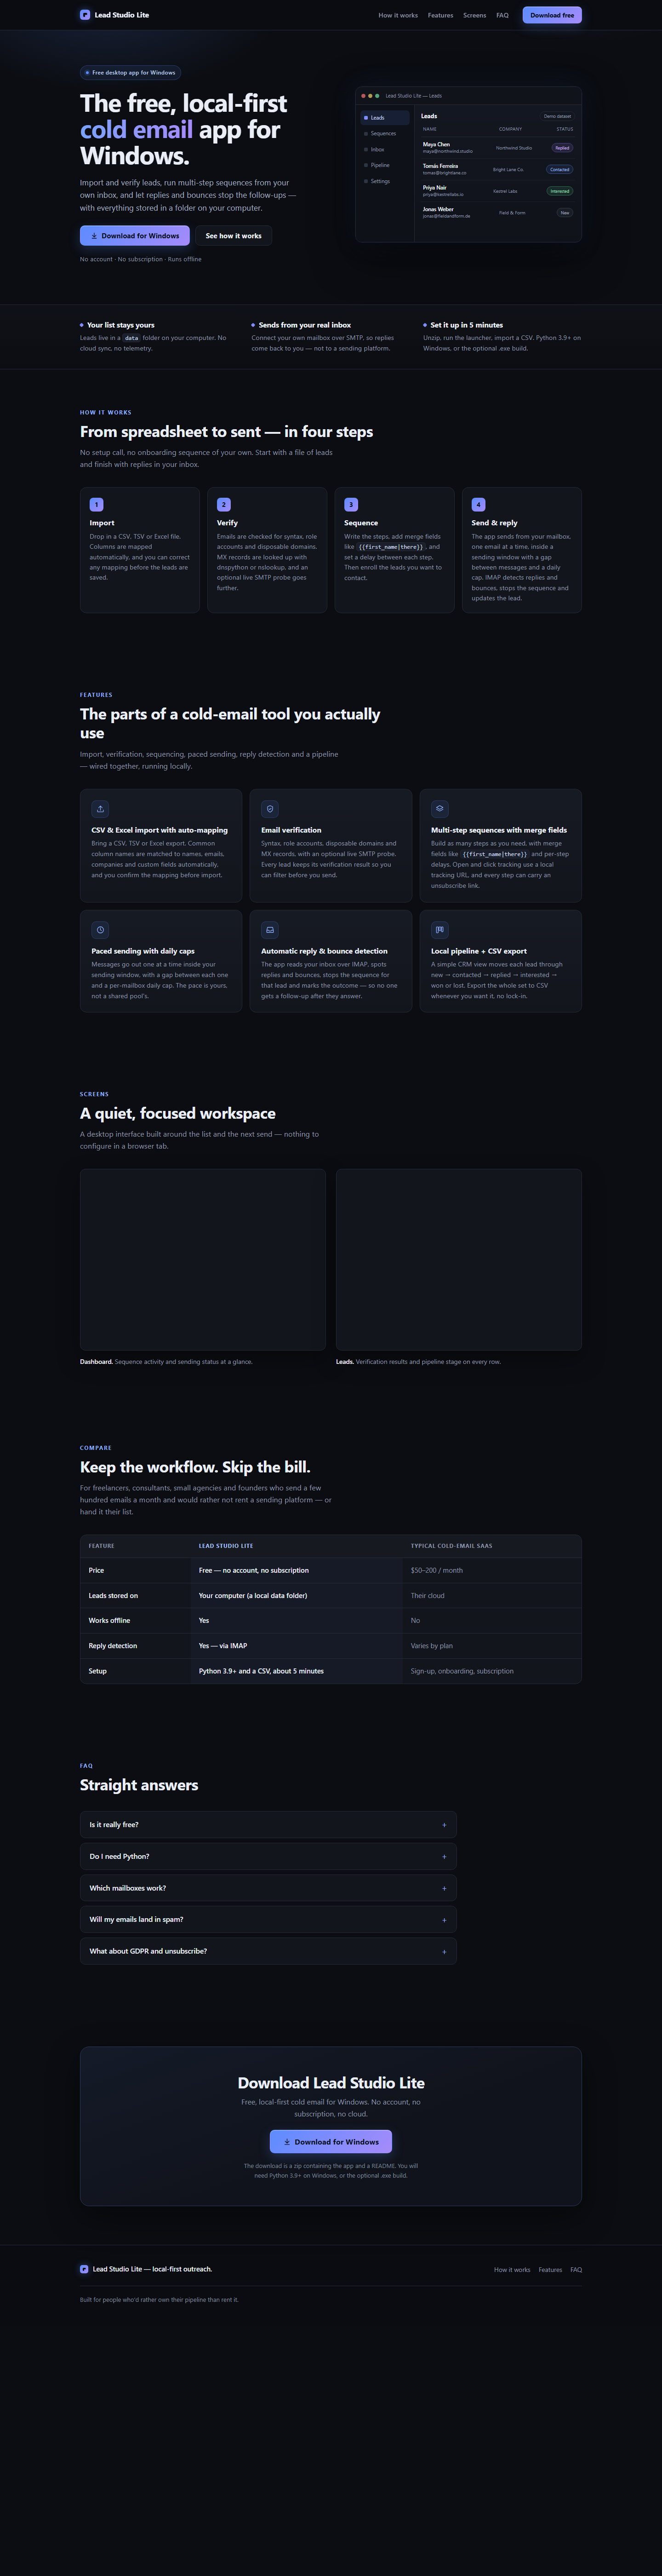 Lead Studio Lite
How it works
Features
Screens
FAQ
Download free
Free desktop app for Windows
The free, local-first
cold email app for
Windows.
Import and verify leads, run multi-step sequences from your
own inbox, and let replies and bounces stop the follow-ups —
with everything stored in a folder on your computer.
Download for Windows
See how it works
No account · No subscription · Runs offline
Lead Studio Lite — Leads
Leads
Sequences
Inbox
Pipeline
Settings
Leads
Demo dataset
NAME COMPANY STATUS
Maya Chen
maya@northwind.studio
Northwind Studio
Replied
Tomás Ferreira
tomas@brightlane.co
Bright Lane Co.
Contacted
Priya Nair
priya@kestrellabs.io
Kestrel Labs
Interested
Jonas Weber
jonas@fieldandform.de
Field & Form
New
Your list stays yours
Leads live in a data folder on your computer. No
cloud sync, no telemetry.
Sends from your real inbox
Connect your own mailbox over SMTP, so replies
come back to you — not to a sending platform.
Set it up in 5 minutes
Unzip, run the launcher, import a CSV. Python 3.9+ on
Windows, or the optional .exe build.
HOW IT WORKS
From spreadsheet to sent — in four steps
No setup call, no onboarding sequence of your own. Start with a file of leads
and finish with replies in your inbox.
1
Import
Drop in a CSV, TSV or Excel file.
Columns are mapped
automatically, and you can correct
any mapping before the leads are
saved.
2
Verify
Emails are checked for syntax, role
accounts and disposable domains.
MX records are looked up with
dnspython or nslookup, and an
optional live SMTP probe goes
further.
3
Sequence
Write the steps, add merge fields
like {{first_name|there}}, and
set a delay between each step.
Then enroll the leads you want to
contact.
4
Send & reply
The app sends from your mailbox,
one email at a time, inside a
sending window with a gap
between messages and a daily
cap. IMAP detects replies and
bounces, stops the sequence and
updates the lead.
FEATURES
The parts of a cold-email tool you actually
use
Import, verification, sequencing, paced sending, reply detection and a pipeline
— wired together, running locally.
CSV & Excel import with auto-mapping
Bring a CSV, TSV or Excel export. Common
column names are matched to names, emails,
companies and custom fields automatically,
and you confirm the mapping before import.
Email verification
Syntax, role accounts, disposable domains and
MX records, with an optional live SMTP probe.
Every lead keeps its verification result so you
can filter before you send.
Multi-step sequences with merge fields
Build as many steps as you need, with merge
fields like {{first_name|there}} and per-step
delays. Open and click tracking use a local
tracking URL, and every step can carry an
unsubscribe link.
Paced sending with daily caps
Messages go out one at a time inside your
sending window, with a gap between each one
and a per-mailbox daily cap. The pace is yours,
not a shared pool's.
Automatic reply & bounce detection
The app reads your inbox over IMAP, spots
replies and bounces, stops the sequence for
that lead and marks the outcome — so no one
gets a follow-up after they answer.
Local pipeline + CSV export
A simple CRM view moves each lead through
new → contacted → replied → interested →
won or lost. Export the whole set to CSV
whenever you want it, no lock-in.
SCREENS
A quiet, focused workspace
A desktop interface built around the list and the next send — nothing to
configure in a browser tab.
Dashboard. Sequence activity and sending status at a glance.
Leads. Verification results and pipeline stage on every row.
COMPARE
Keep the workflow. Skip the bill.
For freelancers, consultants, small agencies and founders who send a few
hundred emails a month and would rather not rent a sending platform — or
hand it their list.
FEATURE LEAD STUDIO LITE TYPICAL COLD-EMAIL SAAS
Price Free — no account, no subscription $50–200 / month
Leads stored on Your computer (a local data folder) Their cloud
Works offline Yes No
Reply detection Yes — via IMAP Varies by plan
Setup Python 3.9+ and a CSV, about 5 minutes Sign-up, onboarding, subscription
FAQ
Straight answers
Is it really free? +
Do I need Python? +
Which mailboxes work? +
Will my emails land in spam? +
What about GDPR and unsubscribe? +
Download Lead Studio Lite
Free, local-first cold email for Windows. No account, no
subscription, no cloud.
Download for Windows
The download is a zip containing the app and a README. You will
need Python 3.9+ on Windows, or the optional .exe build.
Lead Studio Lite — local-first outreach.
How it works
Features
FAQ
Built for people who'd rather own their pipeline than rent it.